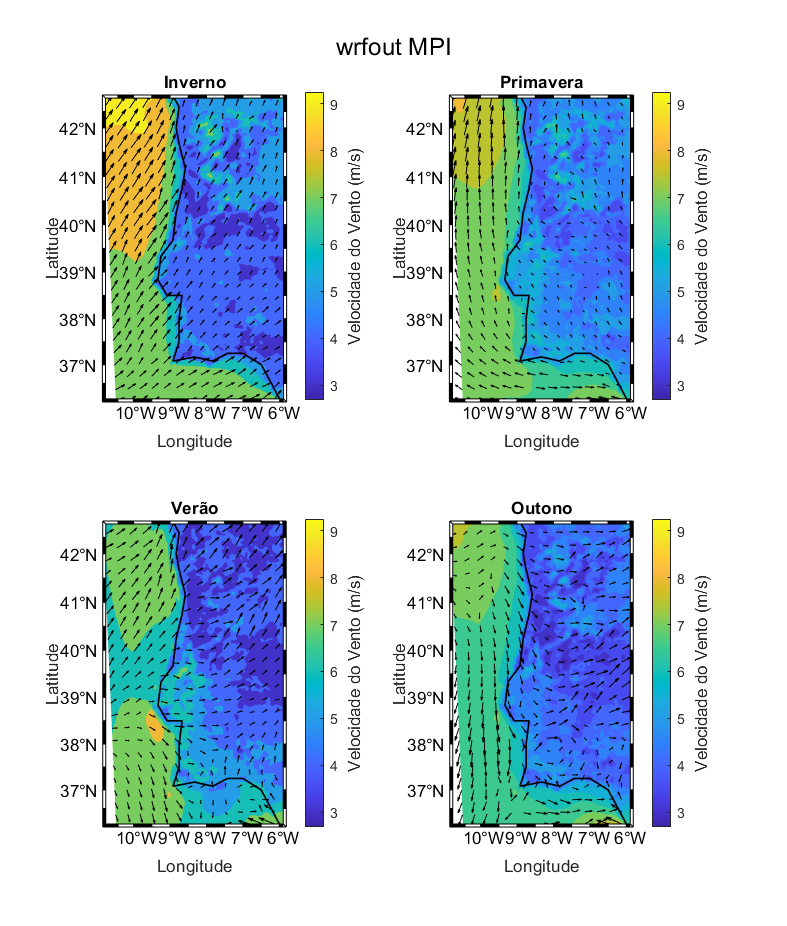 wrfout MPI
Inverno
42°N
41°N
40°N
39°N
38°N
37°N
Latitude
10°W 9°W 8°W 7°W 6°W
Longitude
9
8
7
6
5
4
3
Velocidade do Vento (m/s)
Primavera
42°N
41°N
40°N
39°N
38°N
37°N
Latitude
10°W 9°W 8°W 7°W 6°W
Longitude
9
8
7
6
5
4
3
Velocidade do Vento (m/s)
Verão
42°N
41°N
40°N
39°N
38°N
37°N
Latitude
10°W 9°W 8°W 7°W 6°W
Longitude
9
8
7
6
5
4
3
Velocidade do Vento (m/s)
Outono
42°N
41°N
40°N
39°N
38°N
37°N
Latitude
10°W 9°W 8°W 7°W 6°W
Longitude
9
8
7
6
5
4
3
Velocidade do Vento (m/s)